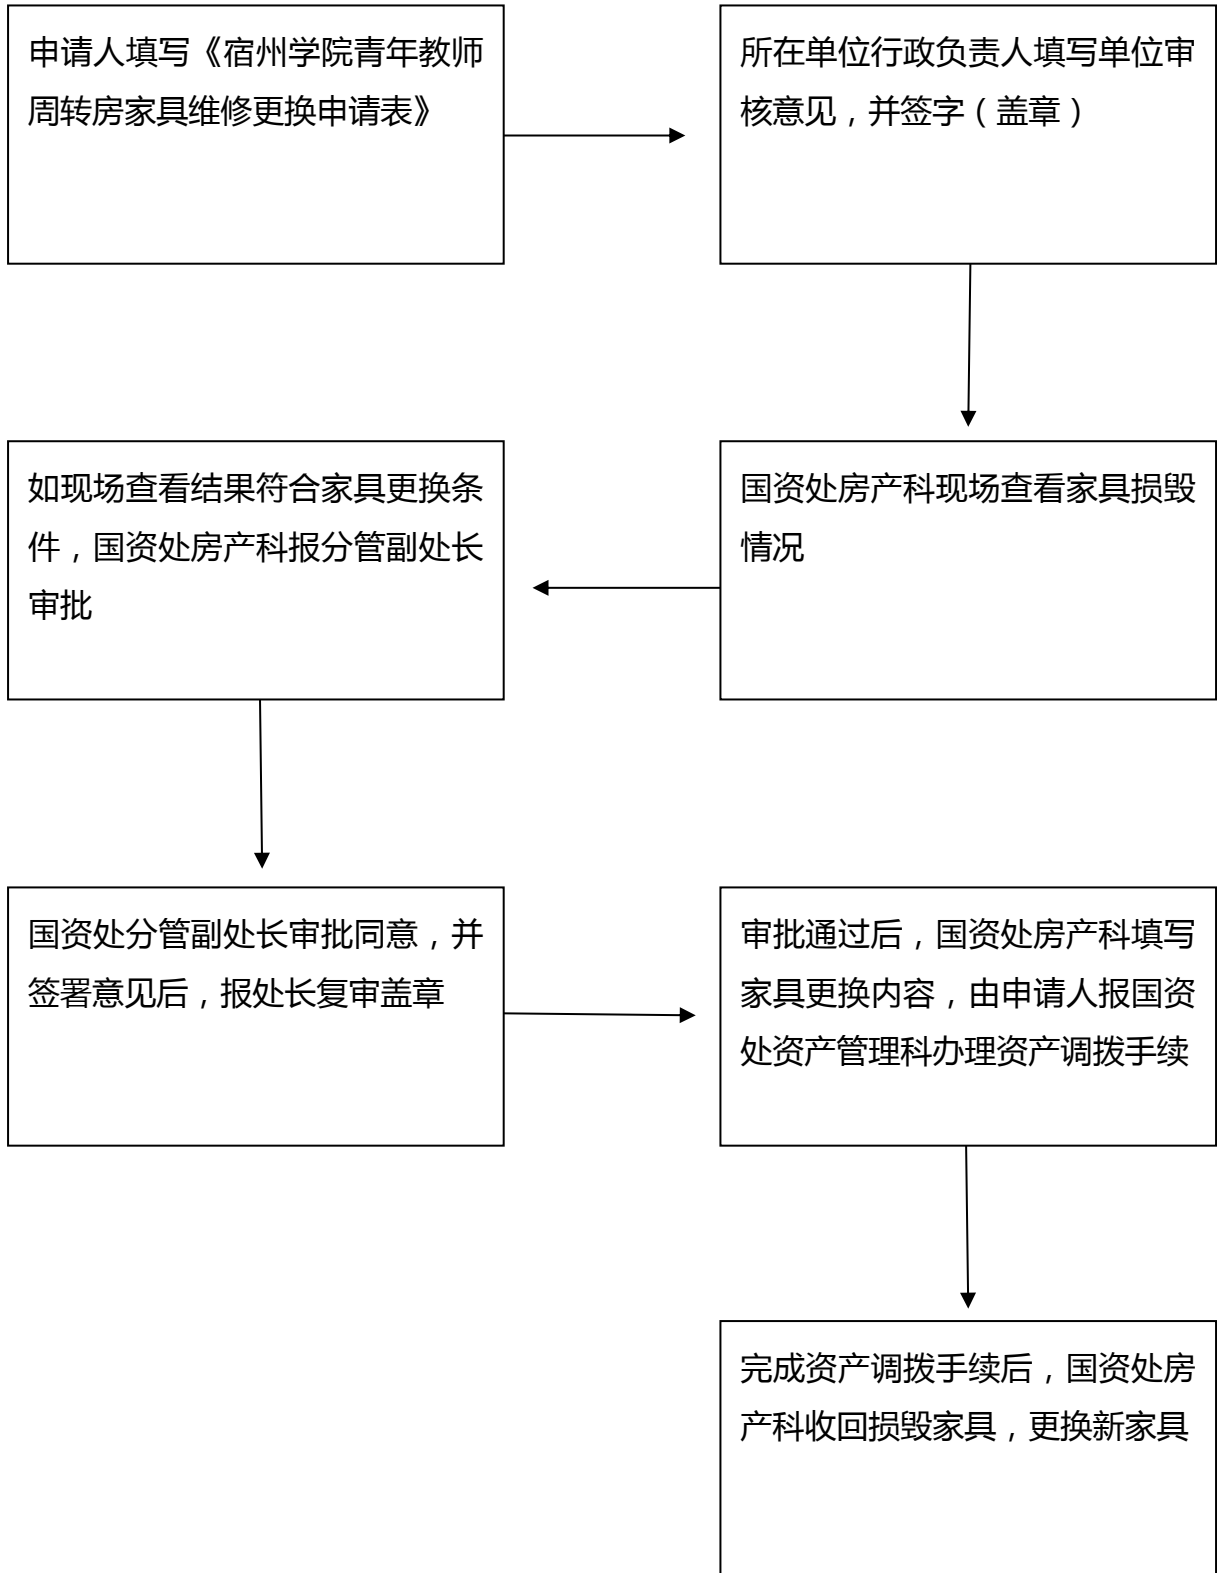 申请人填写《宿州学院青年教师
周转房家具维修更换申请表》
所在单位行政负责人填写单位审
核意见，并签字（盖章）
国资处房产科现场查看家具损毁
情况
如现场查看结果符合家具更换条
件，国资处房产科报分管副处长
审批
国资处分管副处长审批同意，并
签署意见后，报处长复审盖章
审批通过后，国资处房产科填写
家具更换内容，由申请人报国资
处资产管理科办理资产调拨手续
完成资产调拨手续后，国资处房
产科收回损毁家具，更换新家具